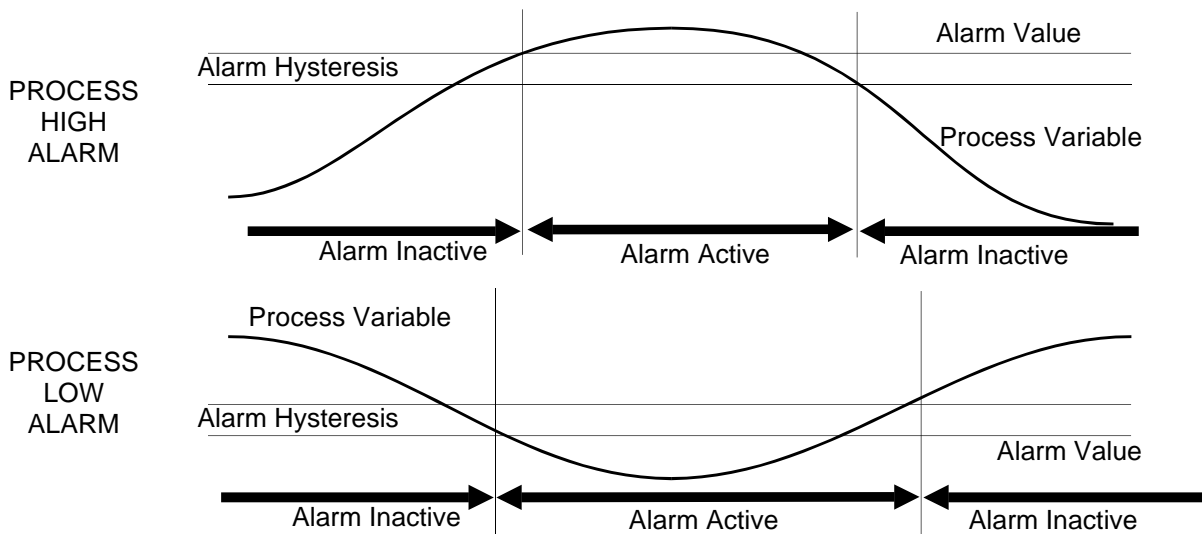 PROCESS
HIGH
ALARM
Alarm Hysteresis
Alarm Value
Process Variable
Alarm Inactive
Alarm Active
Alarm Inactive
PROCESS
LOW
ALARM
Process Variable
Alarm Hysteresis
Alarm Value
Alarm Inactive
Alarm Active
Alarm Inactive